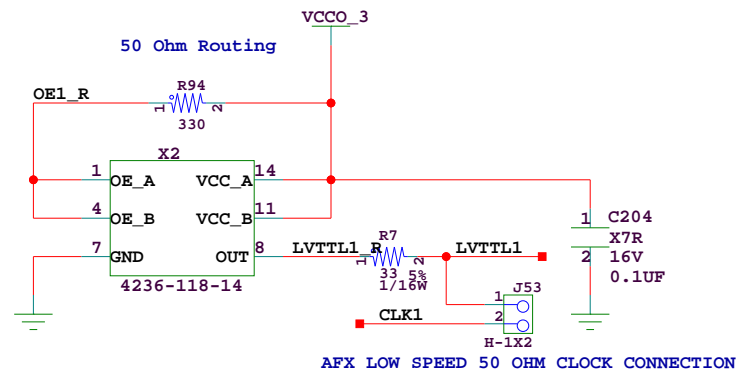 VCCO_3
50 Ohm Routing
OE1_R
R94
1 2
330
X2
1 OE_A VCC_A 14
4 OE_B VCC_B 11
7 GND OUT 8
4236-118-14
LVTTL1_R
R7
1 2
33 5%
1/16W
LVTTL1
C204
1
X7R
2 16V
0.1UF
J53
1
2
CLK1
H-1X2
AFX LOW SPEED 50 OHM CLOCK CONNECTION